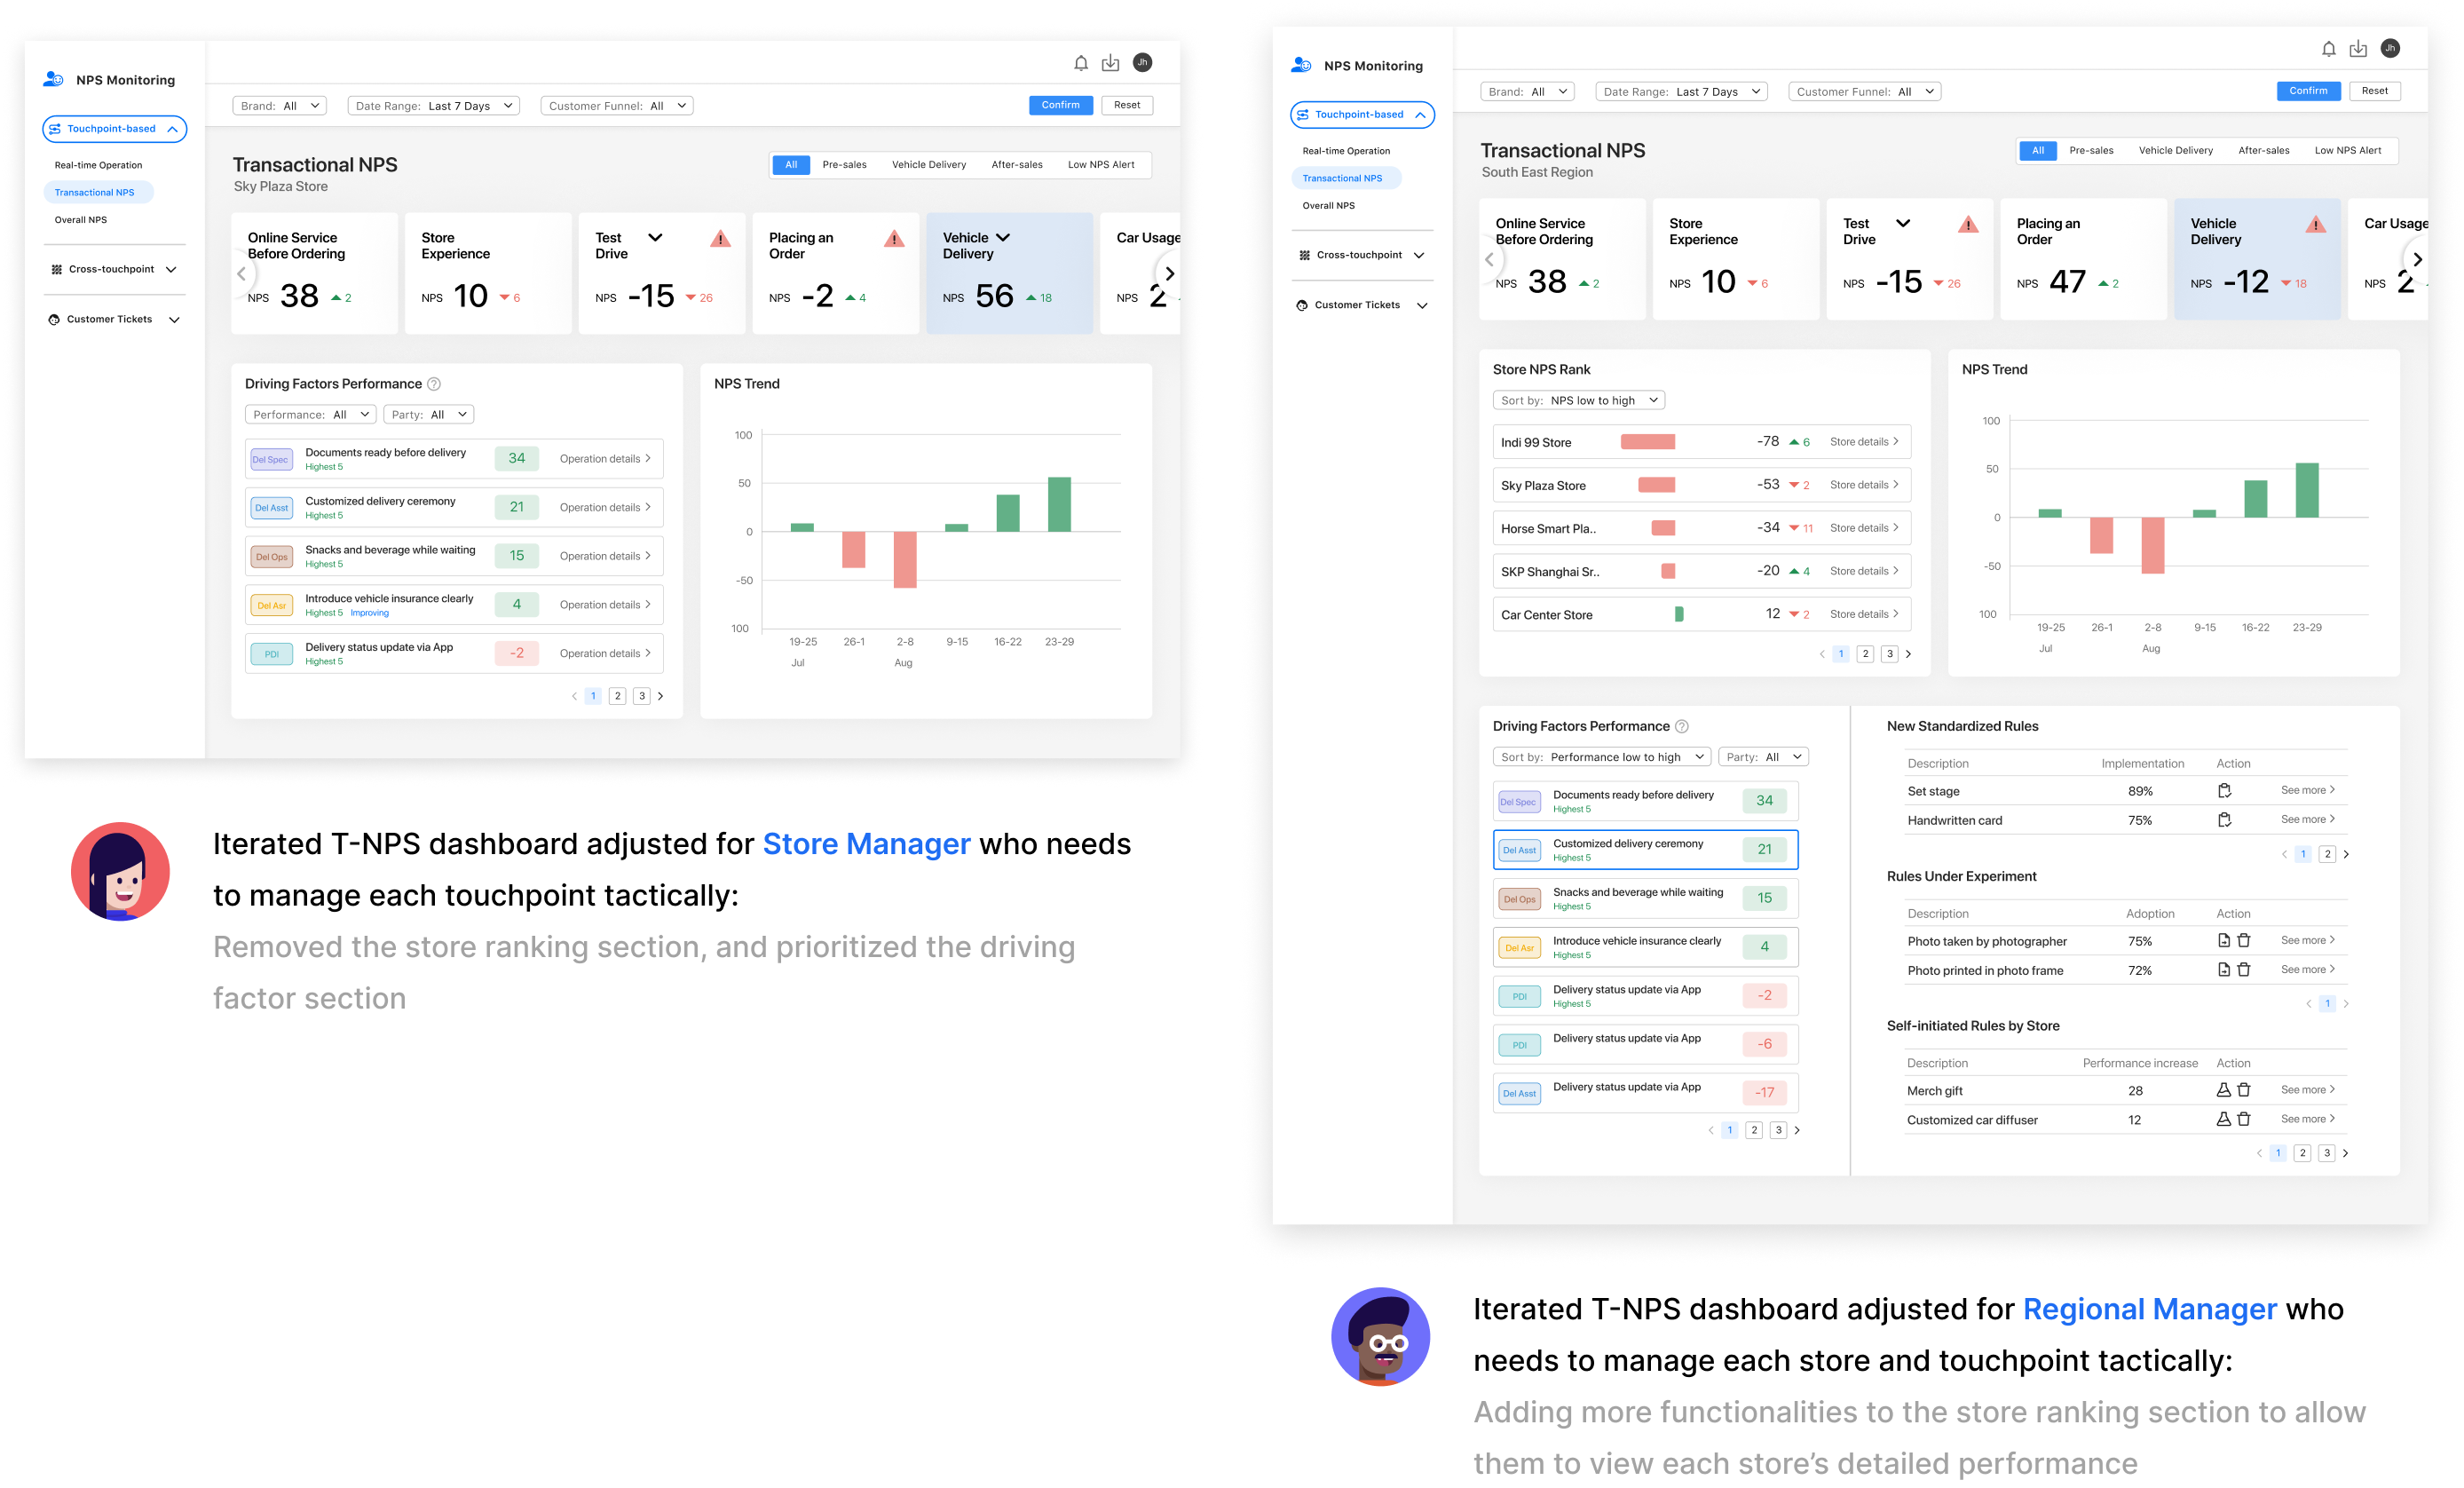 NPS Monitoring
Touchpoint-based
Real-time Operation
Transactional NPS
Overall NPS
Cross-touchpoint
Customer Tickets
Jh
Brand: All
Date Range: Last 7 Days
Customer Funnel: All
Confirm
Reset
Transactional NPS
Sky Plaza Store
All
Pre-sales
Vehicle Delivery
After-sales
Low NPS Alert
Online Service
Before Ordering
NPS 38 2
Store
Experience
NPS 10 6
Test
Drive
NPS -15 26
Placing an
Order
NPS -2 4
Vehicle
Delivery
NPS 56 18
Car Usage
NPS 2
Driving Factors Performance ?
Performance: All
Party: All
Del Spec
Documents ready before delivery
Highest 5
34
Operation details
Del Asst
Customized delivery ceremony
Highest 5
21
Operation details
Del Ops
Snacks and beverage while waiting
Highest 5
15
Operation details
Del Asr
Introduce vehicle insurance clearly
Highest 5 Improving
4
Operation details
PDI
Delivery status update via App
Highest 5
-2
Operation details
1 2 3
NPS Trend
100
50
0
-50
100
19-25 26-1 2-8 9-15 16-22 23-29
Jul Aug
Iterated T-NPS dashboard adjusted for Store Manager who needs
to manage each touchpoint tactically:
Removed the store ranking section, and prioritized the driving
factor section
NPS Monitoring
Touchpoint-based
Real-time Operation
Transactional NPS
Overall NPS
Cross-touchpoint
Customer Tickets
Jh
Brand: All
Date Range: Last 7 Days
Customer Funnel: All
Confirm
Reset
Transactional NPS
South East Region
All
Pre-sales
Vehicle Delivery
After-sales
Low NPS Alert
Online Service
Before Ordering
NPS 38 2
Store
Experience
NPS 10 6
Test
Drive
NPS -15 26
Placing an
Order
NPS 47 2
Vehicle
Delivery
NPS -12 18
Car Usage
NPS 2
Store NPS Rank
Sort by: NPS low to high
Indi 99 Store -78 6 Store details
Sky Plaza Store -53 2 Store details
Horse Smart Pla.. -34 11 Store details
SKP Shanghai Sr.. -20 4 Store details
Car Center Store 12 2 Store details
1 2 3
NPS Trend
100
50
0
-50
100
19-25 26-1 2-8 9-15 16-22 23-29
Jul Aug
Driving Factors Performance ?
Sort by: Performance low to high
Party: All
Del Spec
Documents ready before delivery
Highest 5
34
Del Asst
Customized delivery ceremony
Highest 5
21
Del Ops
Snacks and beverage while waiting
Highest 5
15
Del Asr
Introduce vehicle insurance clearly
Highest 5
4
PDI
Delivery status update via App
Highest 5
-2
PDI
Delivery status update via App
-6
Del Asst
Delivery status update via App
-17
1 2 3
New Standardized Rules
Description Implementation Action
Set stage 89% See more
Handwritten card 75% See more
1 2
Rules Under Experiment
Description Adoption Action
Photo taken by photographer 75% See more
Photo printed in photo frame 72% See more
1
Self-initiated Rules by Store
Description Performance increase Action
Merch gift 28 See more
Customized car diffuser 12 See more
1 2 3
Iterated T-NPS dashboard adjusted for Regional Manager who
needs to manage each store and touchpoint tactically:
Adding more functionalities to the store ranking section to allow
them to view each store’s detailed performance